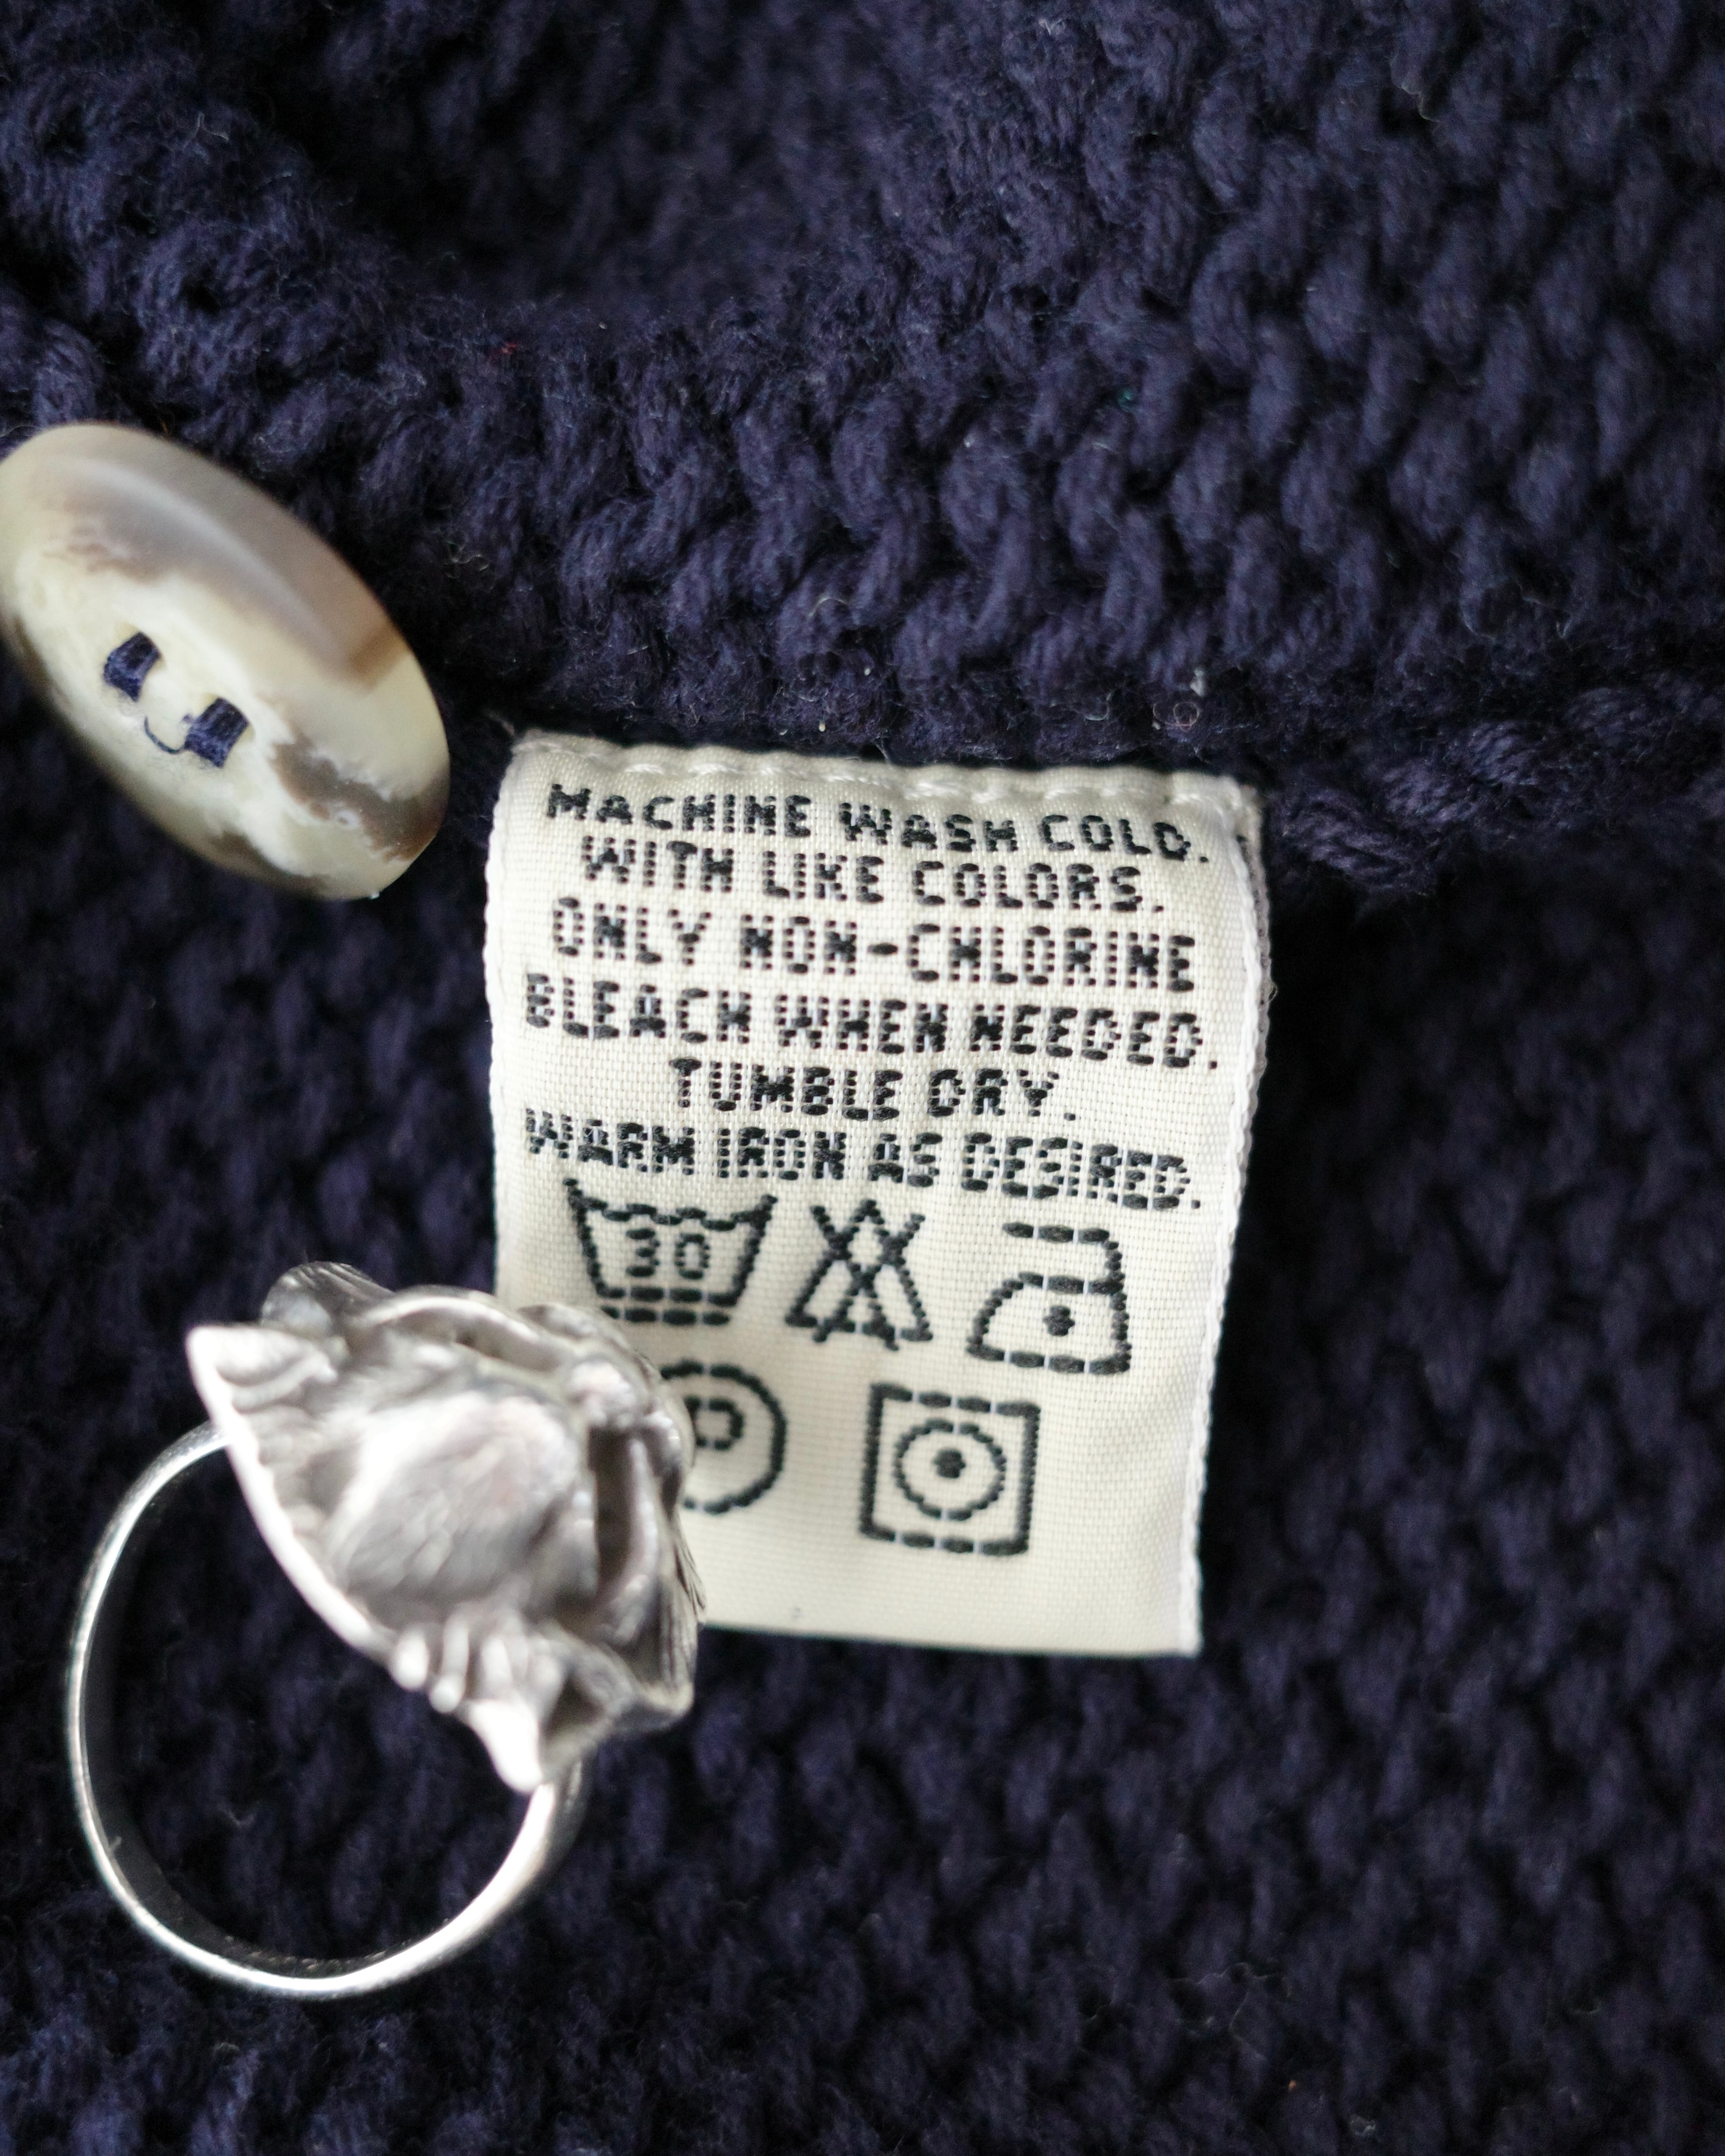 MACHINE WASH COLD.
WITH LIKE COLORS.
ONLY NON-CHLORINE
BLEACH WHEN NEEDED.
TUMBLE DRY.
WARM IRON AS DESIRED.
30
P